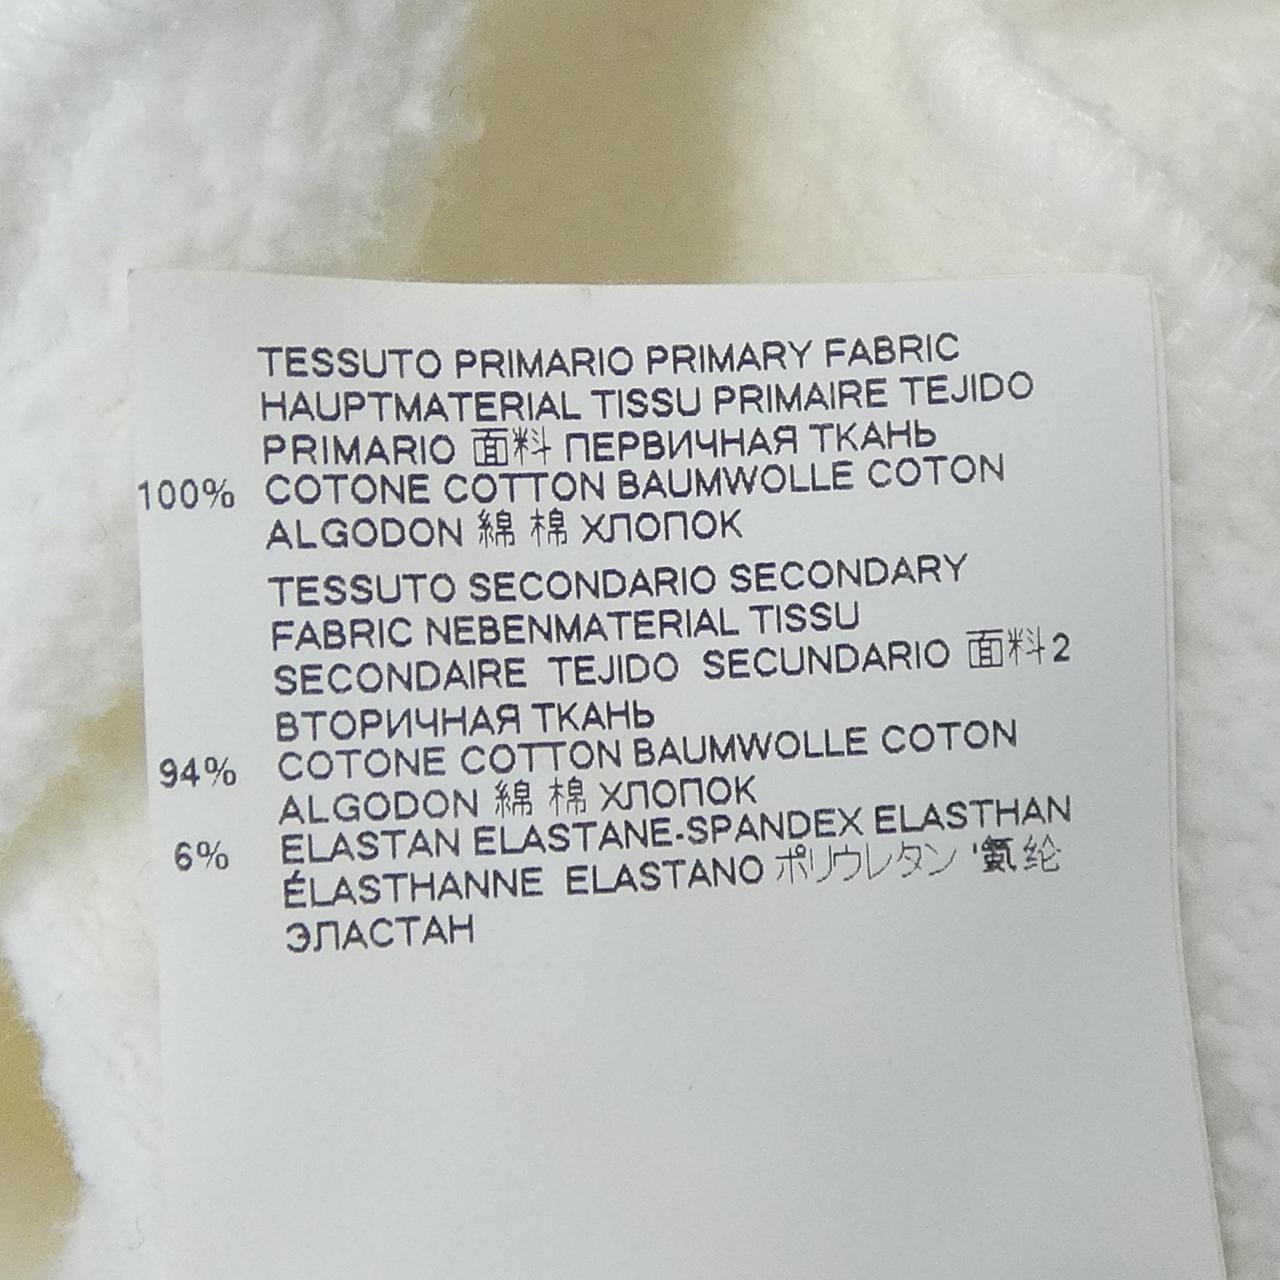 TESSUTO PRIMARIO PRIMARY FABRIC
HAUPTMATERIAL TISSU PRIMAIRE TEJIDO
PRIMARIO 面料 ПЕРВИЧНАЯ ТКАНЬ
100% COTONE COTTON BAUMWOLLE COTON
ALGODON 綿 棉 ХЛОПОК
TESSUTO SECONDARIO SECONDARY
FABRIC NEBENMATERIAL TISSU
SECONDAIRE TEJIDO SECUNDARIO 面料2
ВТОРИЧНАЯ ТКАНЬ
94% COTONE COTTON BAUMWOLLE COTON
ALGODON 綿 棉 ХЛОПОК
6% ELASTAN ELASTANE-SPANDEX ELASTHAN
ÉLASTHANNE ELASTANO ポリウレタン '氨纶
ЭЛАСТАН